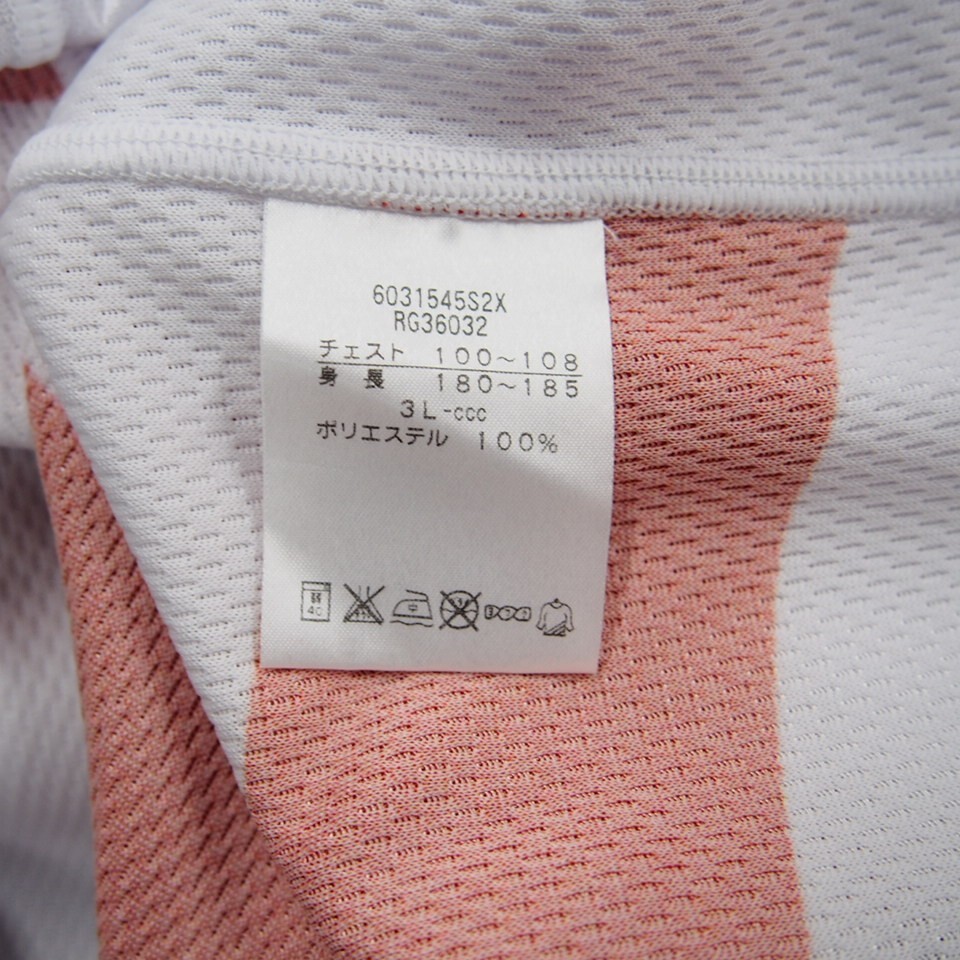 6031545S2X
RG36032
チェスト 100～108
身長 180～185
3L-ccc
ポリエステル 100%